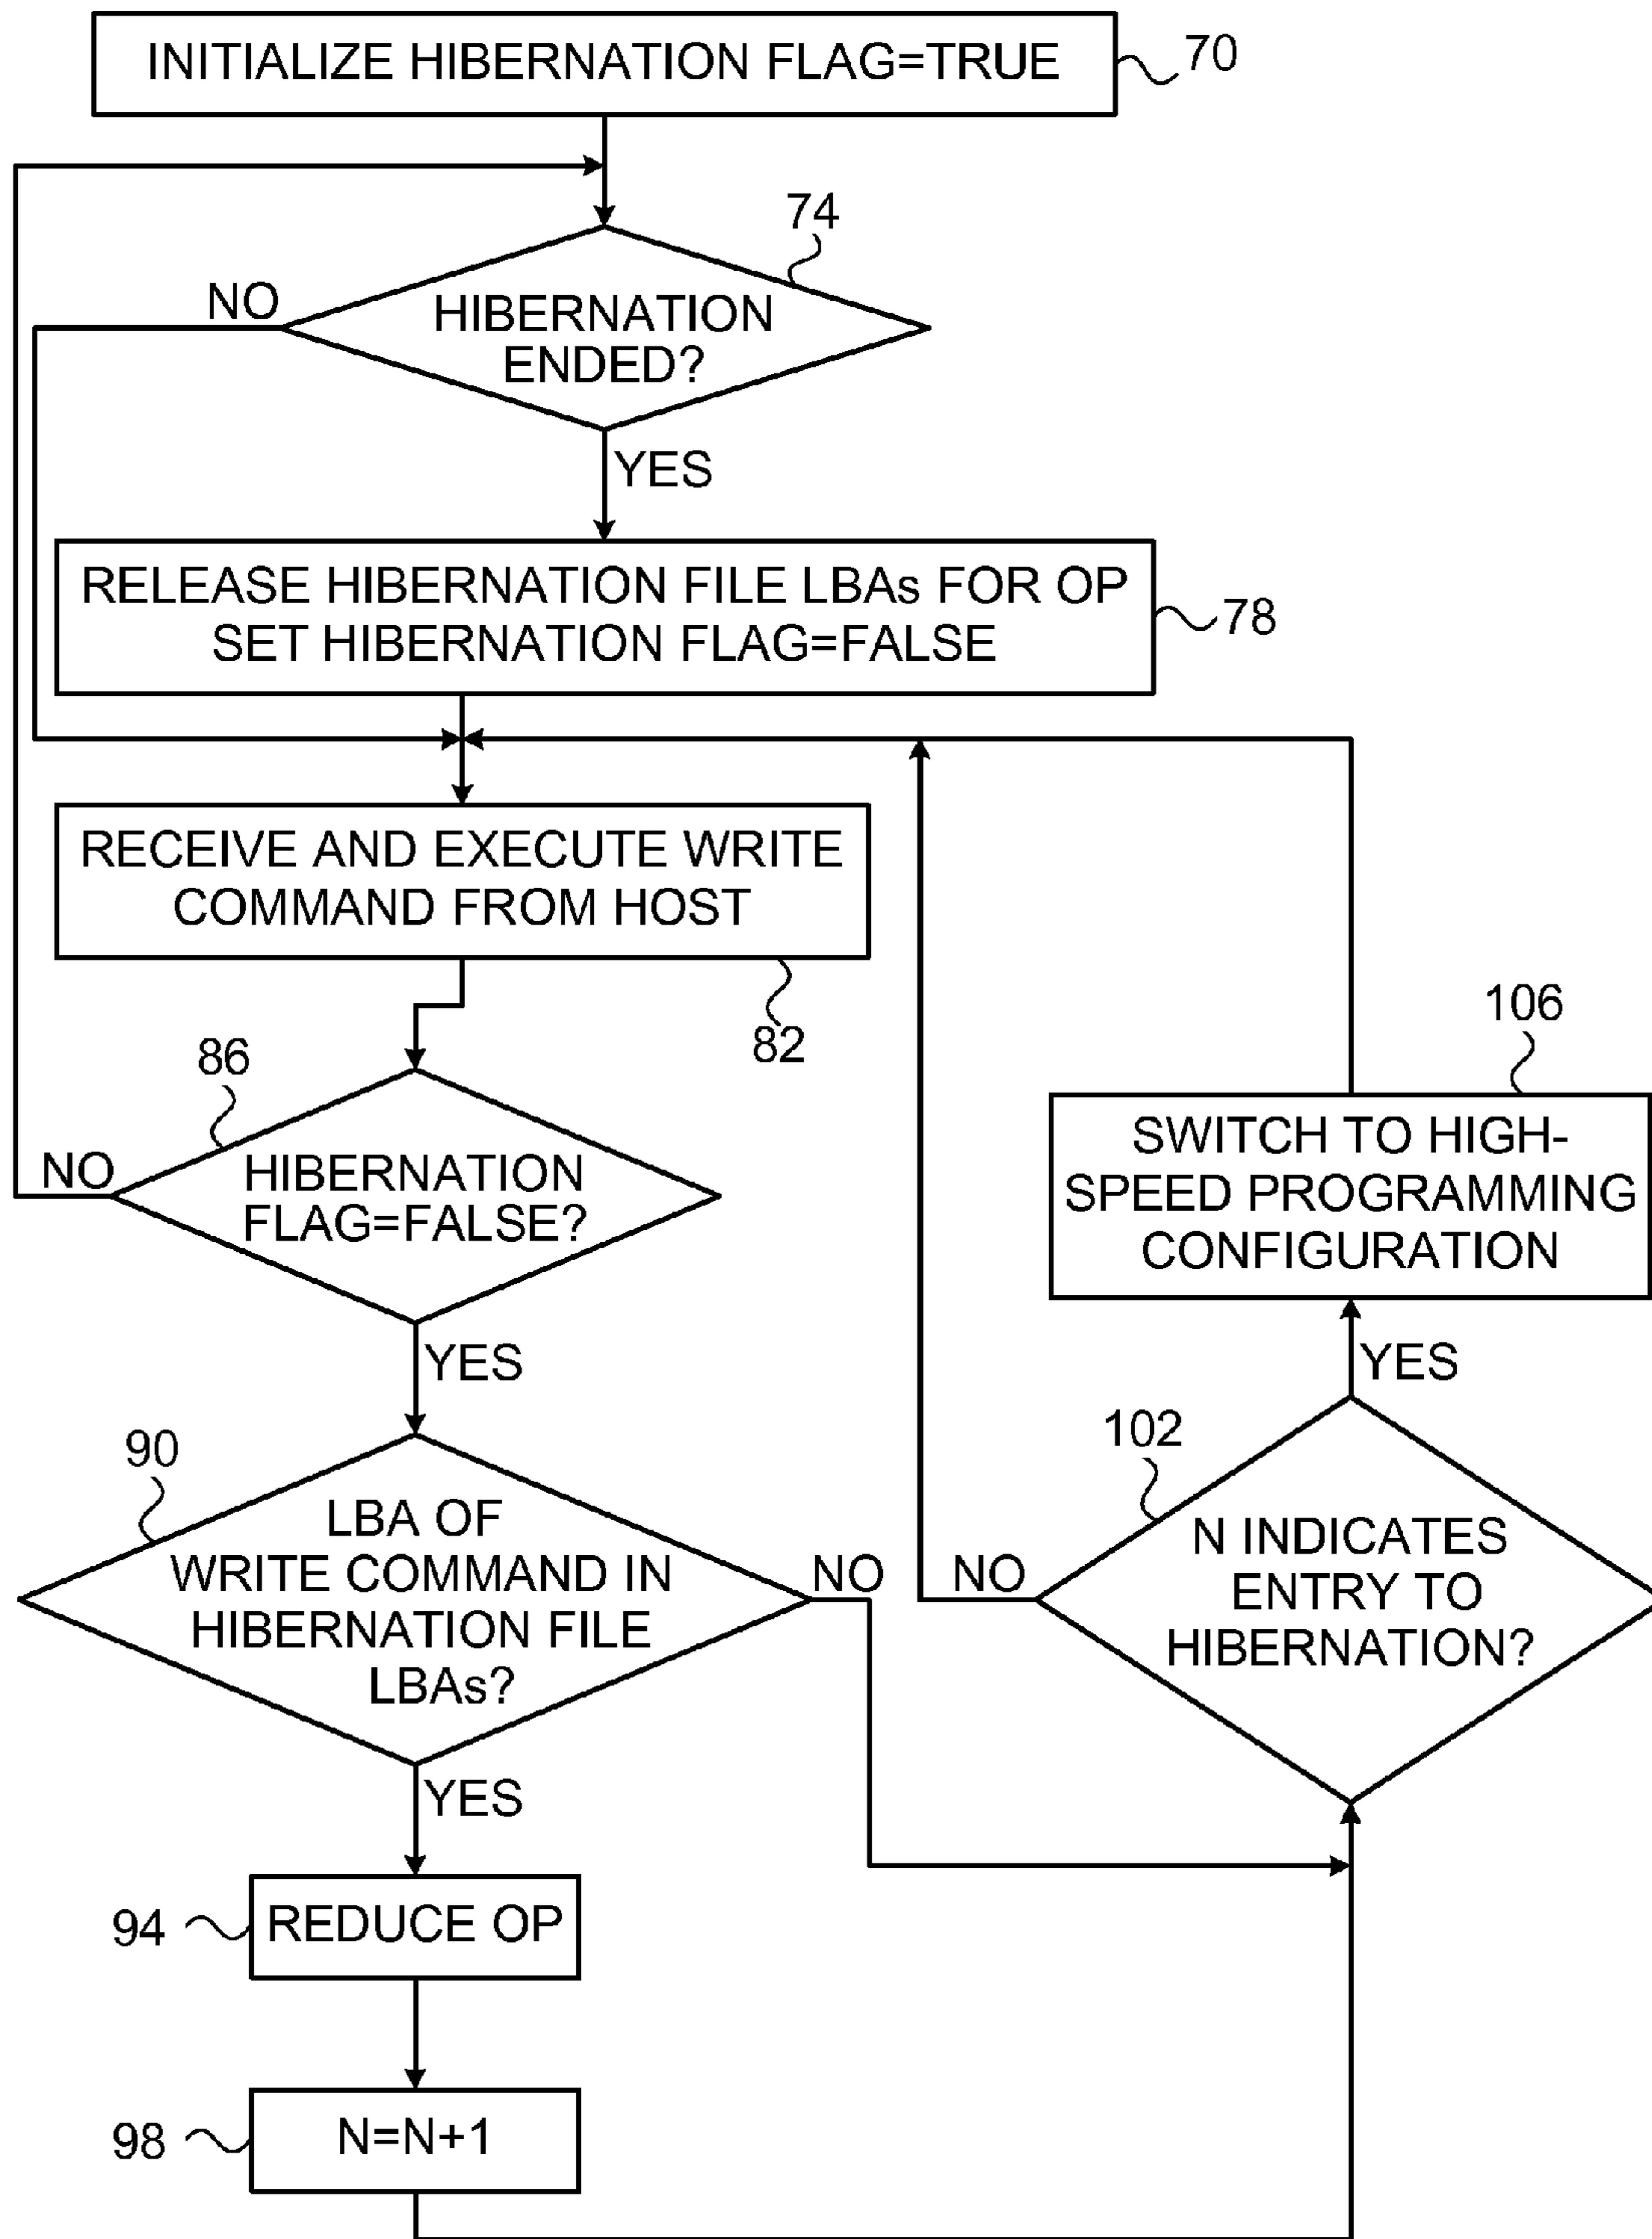 INITIALIZE HIBERNATION FLAG=TRUE
70
74
NO
HIBERNATION
ENDED?
YES
RELEASE HIBERNATION FILE LBAs FOR OP
SET HIBERNATION FLAG=FALSE
78
RECEIVE AND EXECUTE WRITE
COMMAND FROM HOST
82
86
NO
HIBERNATION
FLAG=FALSE?
YES
106
SWITCH TO HIGH-
SPEED PROGRAMMING
CONFIGURATION
YES
90
LBA OF
WRITE COMMAND IN
HIBERNATION FILE
LBAs?
NO
YES
102
NO
N INDICATES
ENTRY TO
HIBERNATION?
94
REDUCE OP
98
N=N+1